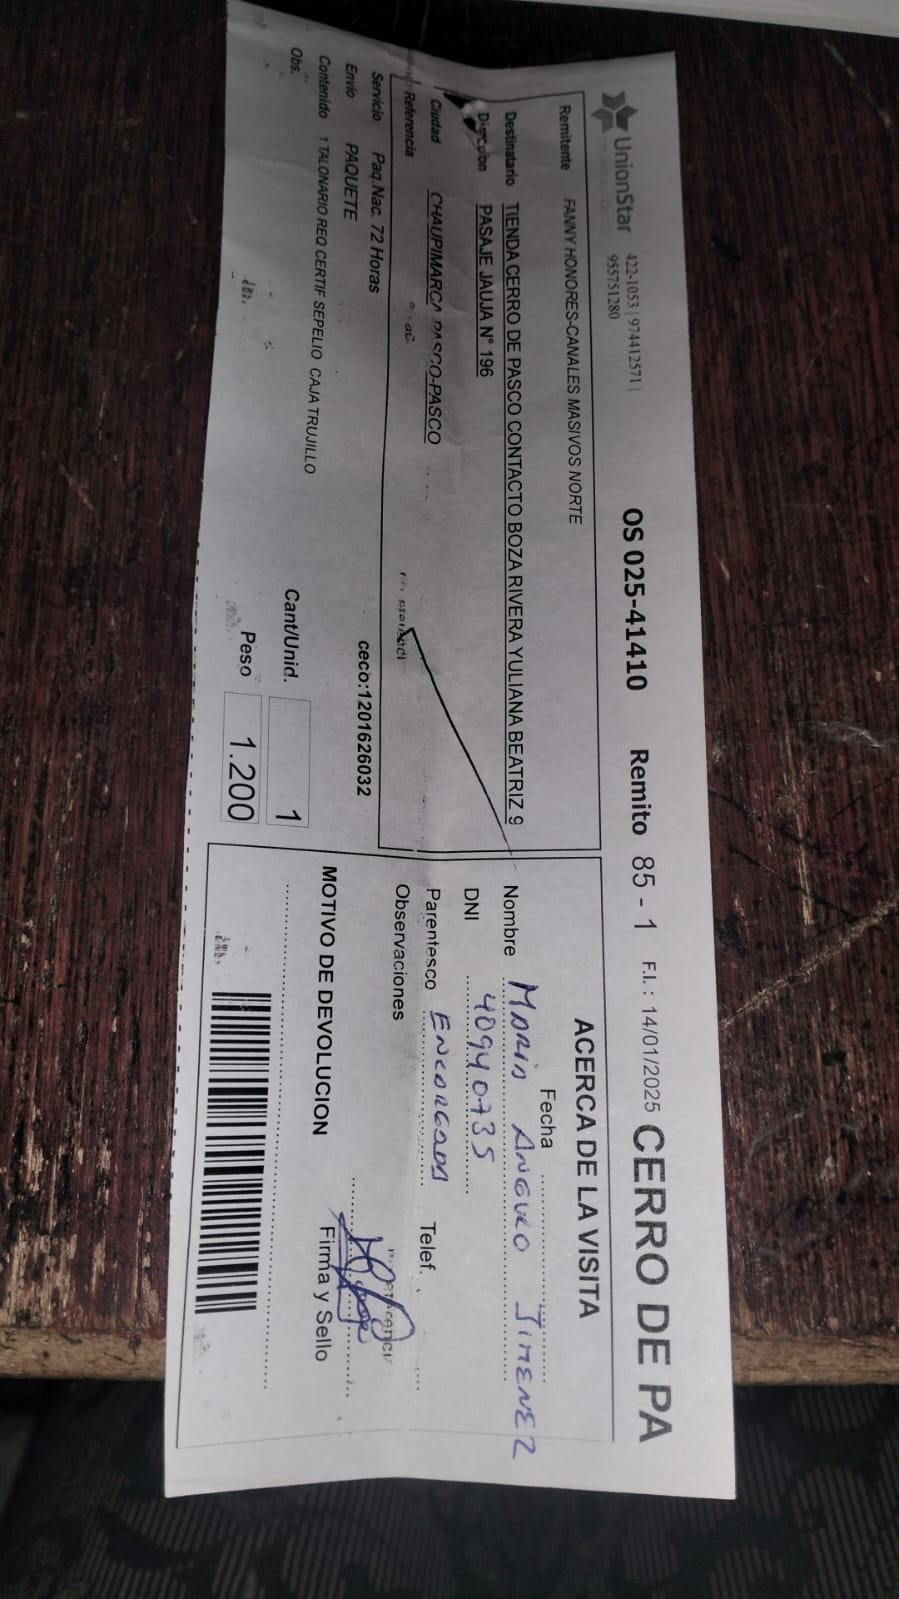 UnionStar 422-1053 | 974412571 | OS 025-41410 Remito 85 - 1 F.I.: 14/01/2025 CERRO DE PA
955751280
Remitente FANNY HONORES-CANALES MASIVOS NORTE
Destinatario TIENDA CERRO DE PASCO CONTACTO BOZA RIVERA YULIANA BEATRIZ 9
PASAJE JAUJA N° 196
Ciudad CHAUPIMARCA PASCO-PASCO
Referencia
Servicio Paq.Nac. 72 Horas ceco:1201626032
Envio PAQUETE
Contenido 1 TALONARIO REQ CERTIF SEPELIO CAJA TRUJILLO
Obs.
Cant/Unid. 1
Peso 1.200
ACERCA DE LA VISITA
Fecha
Nombre MARIA ANGULO JIMENEZ
DNI 40940735
Parentesco ENCARGADA Telef.
Observaciones
Firma y Sello
MOTIVO DE DEVOLUCION